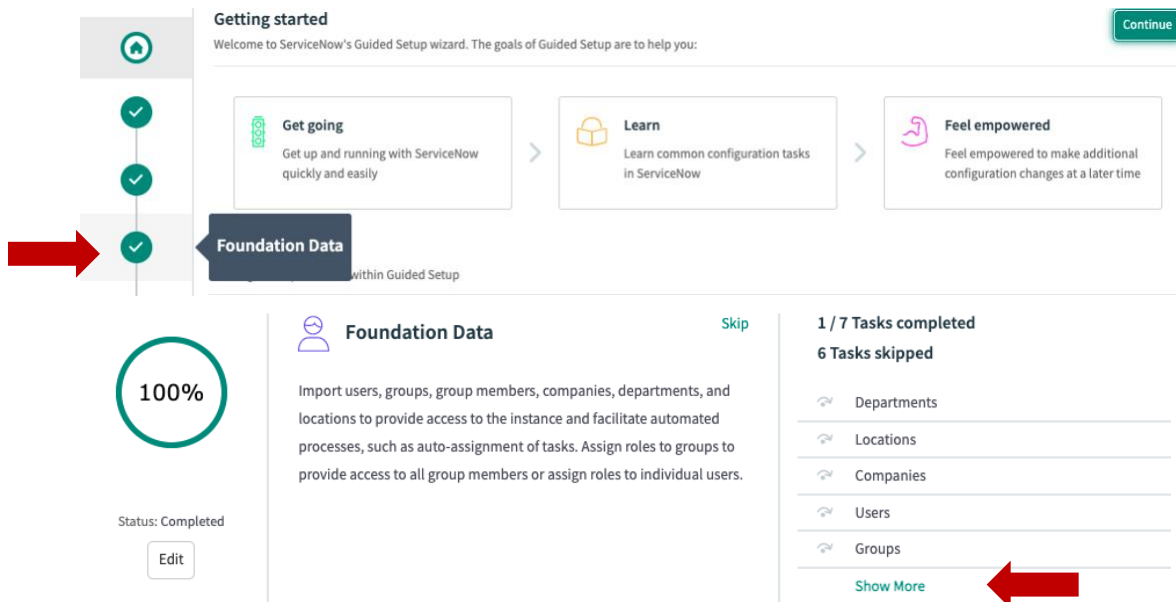 Getting started
Continue
Welcome to ServiceNow's Guided Setup wizard. The goals of Guided Setup are to help you:
Get going
Get up and running with ServiceNow
quickly and easily
Learn
Learn common configuration tasks
in ServiceNow
Feel empowered
Feel empowered to make additional
configuration changes at a later time
Foundation Data
within Guided Setup
100%
Status: Completed
Edit
Foundation Data
Skip
Import users, groups, group members, companies, departments, and
locations to provide access to the instance and facilitate automated
processes, such as auto-assignment of tasks. Assign roles to groups to
provide access to all group members or assign roles to individual users.
1 / 7 Tasks completed
6 Tasks skipped
Departments
Locations
Companies
Users
Groups
Show More